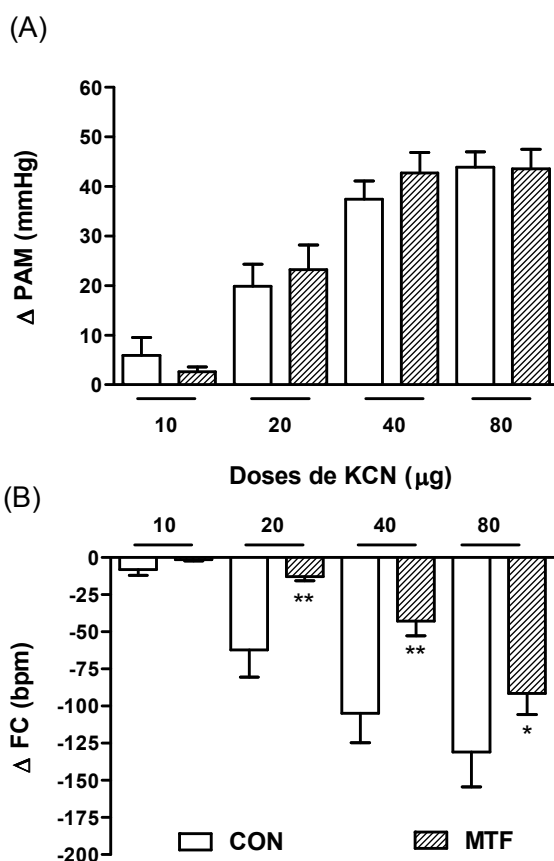 (A)
60
50
40
30
20
10
0
Δ PAM (mmHg)
10 20 40 80
Doses de KCN (μg)
(B)
10 20 40 80
0
-25
-50
-75
-100
-125
-150
-175
-200
Δ FC (bpm)
** ** *
CON MTF